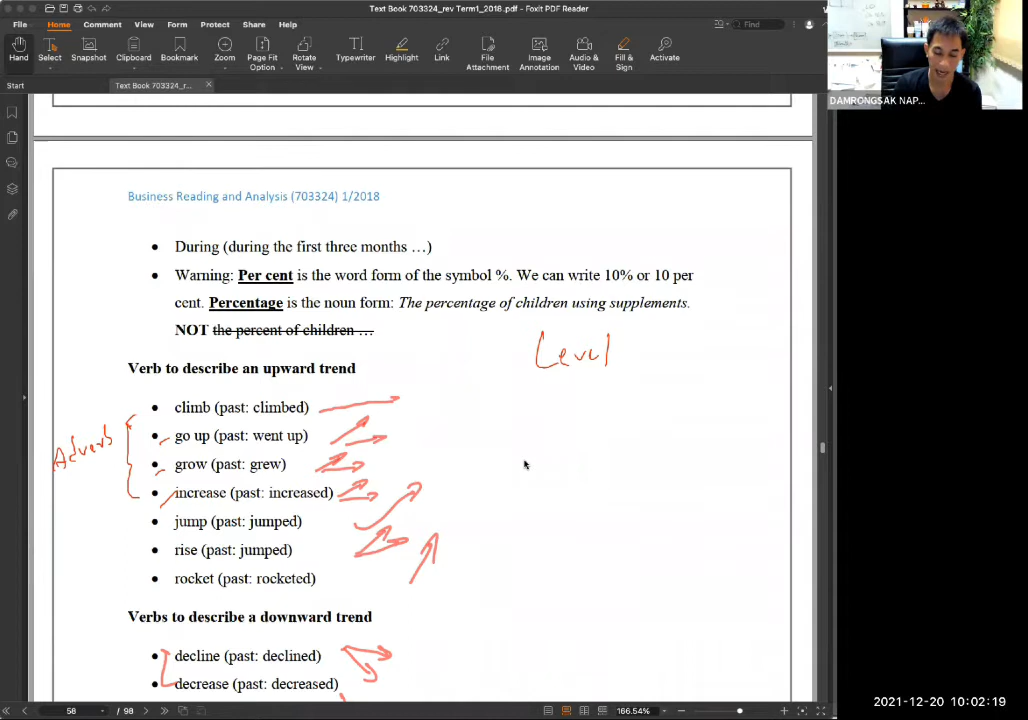 Text Book 703324_rev Term1_2018.pdf - Foxit PDF Reader
File Home Comment View Form Protect Share Help Find
Hand Select Snapshot Clipboard Bookmark Zoom Page Fit Option Rotate View Typewriter Highlight Link File Attachment Image Annotation Audio & Video Fill & Sign Activate
Start Text Book 703324_r...
DAMRONGSAK NAP...
Business Reading and Analysis (703324) 1/2018
• During (during the first three months …)
• Warning: Per cent is the word form of the symbol %. We can write 10% or 10 per
cent. Percentage is the noun form: The percentage of children using supplements.
NOT the percent of children …
Level
Verb to describe an upward trend
• climb (past: climbed)
• go up (past: went up)
Adverb
• grow (past: grew)
• increase (past: increased)
• jump (past: jumped)
• rise (past: jumped)
• rocket (past: rocketed)
Verbs to describe a downward trend
• decline (past: declined)
• decrease (past: decreased)
58 / 98 166.54%
2021-12-20 10:02:19